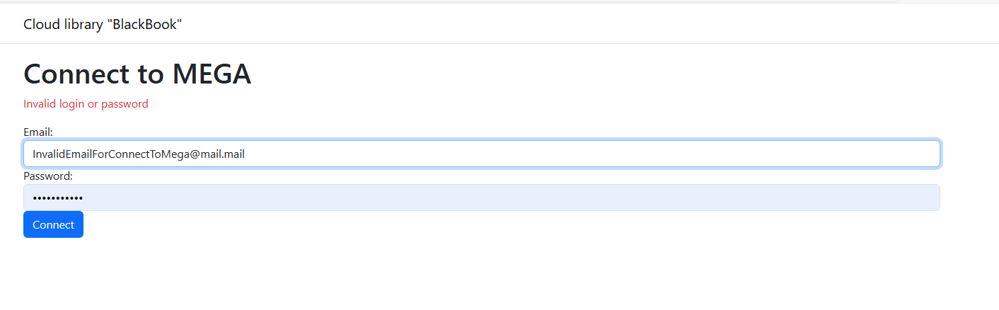 Cloud library "BlackBook"
Connect to MEGA
Invalid login or password
Email:
InvalidEmailForConnectToMega@mail.mail
Password:
•••••••••••
Connect